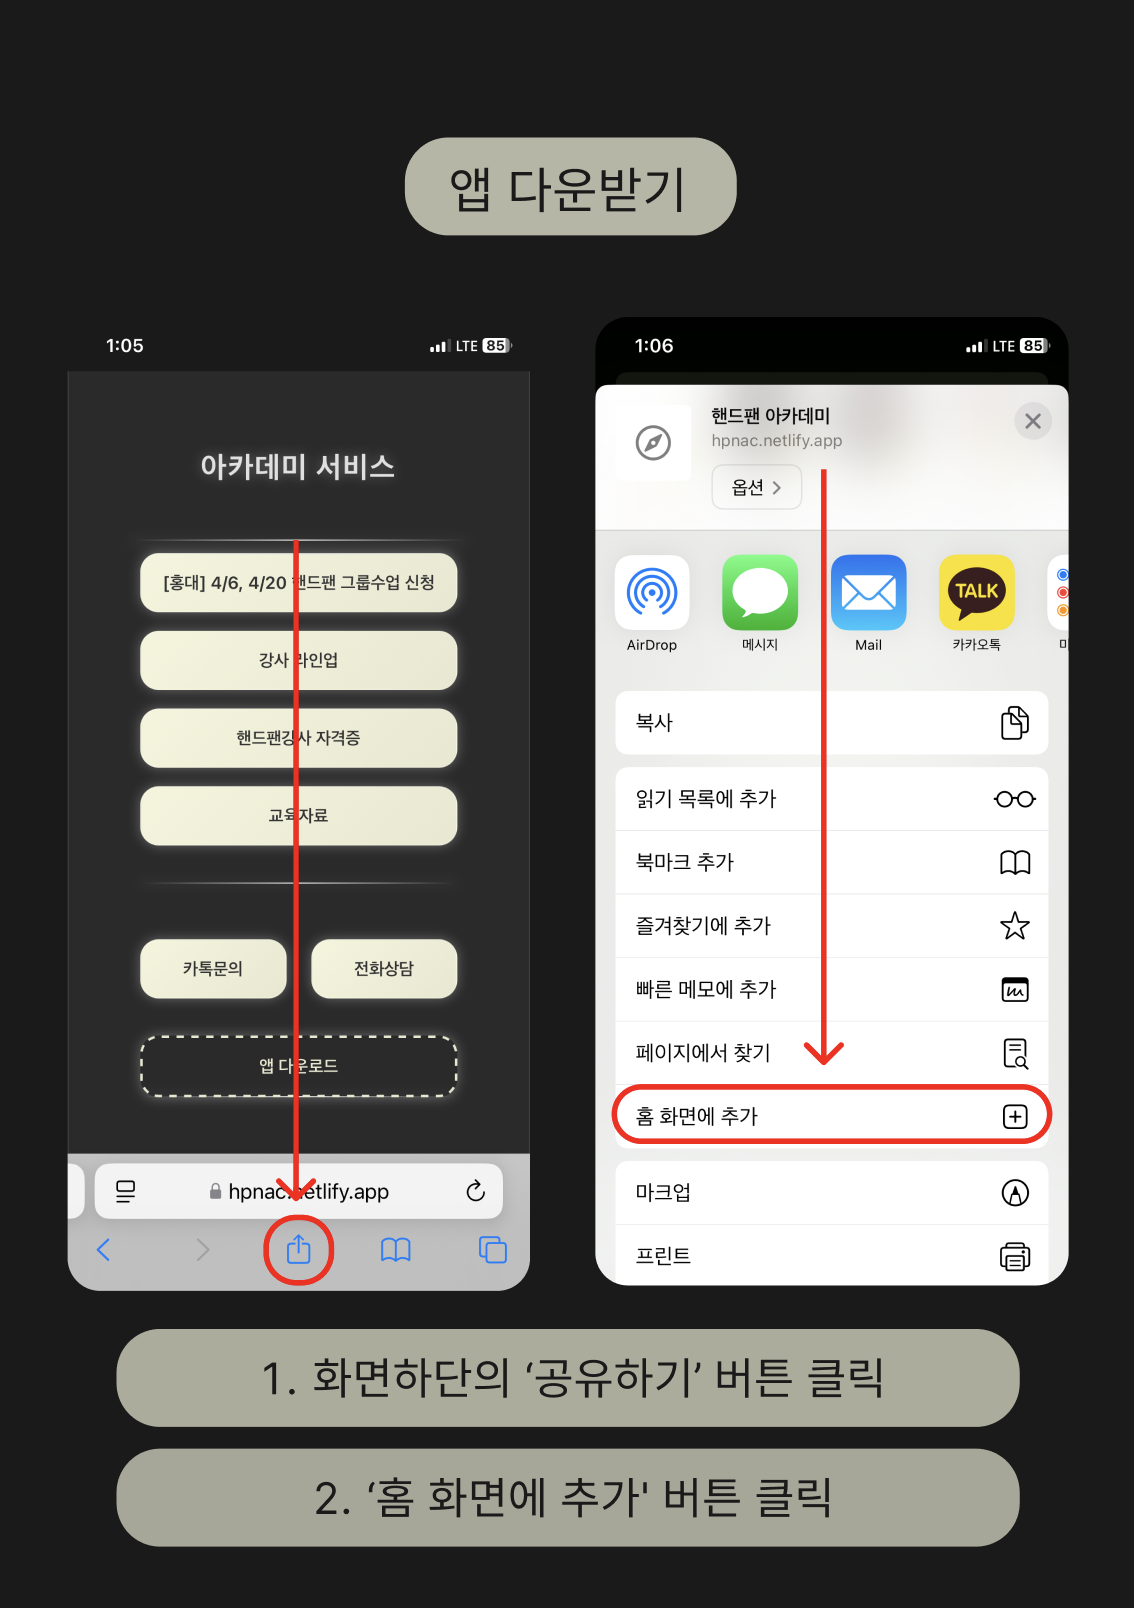 앱 다운받기
1:05
LTE 85
아카데미 서비스
[홍대] 4/6, 4/20 핸드팬 그룹수업 신청
강사 라인업
핸드팬강사 자격증
교육자료
카톡문의
전화상담
앱 다운로드
hpnac.netlify.app
1:06
LTE 85
핸드팬 아카데미
hpnac.netlify.app
옵션
TALK
AirDrop
메시지
Mail
카카오톡
복사
읽기 목록에 추가
북마크 추가
즐겨찾기에 추가
빠른 메모에 추가
페이지에서 찾기
홈 화면에 추가
마크업
프린트
1. 화면하단의 ‘공유하기’ 버튼 클릭
2. ‘홈 화면에 추가' 버튼 클릭